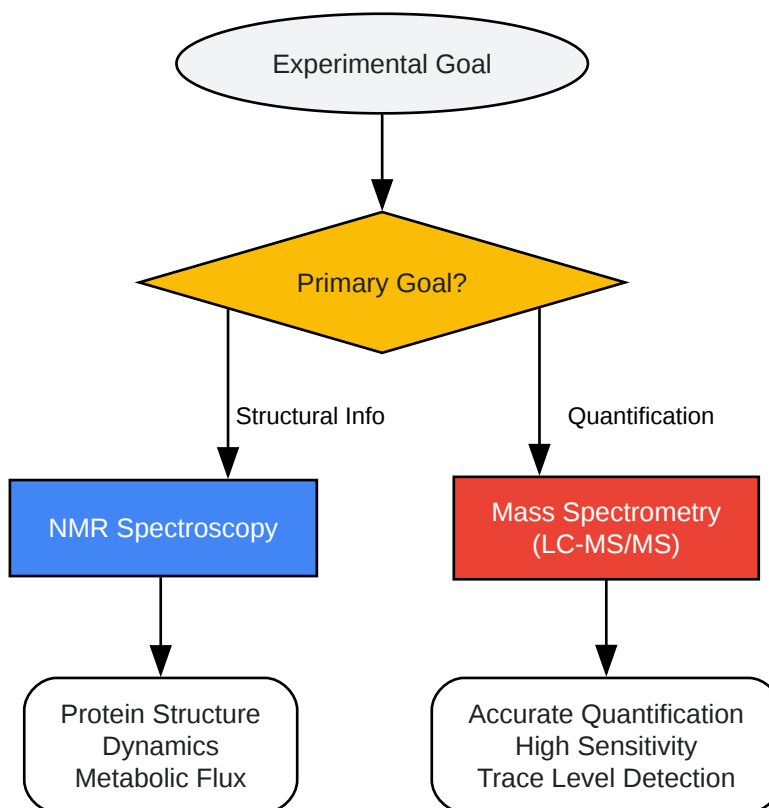 Experimental Goal
Primary Goal?
Structural Info
Quantification
NMR Spectroscopy
Mass Spectrometry
(LC-MS/MS)
Protein Structure
Dynamics
Metabolic Flux
Accurate Quantification
High Sensitivity
Trace Level Detection